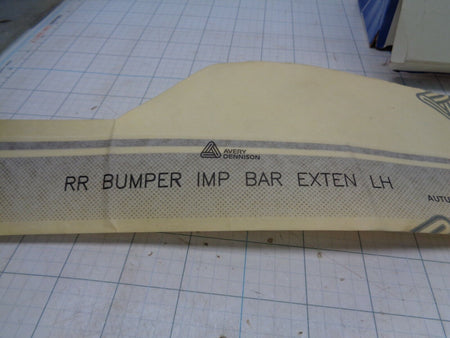 AVERY
DENNISON
RR BUMPER IMP BAR EXTEN LH